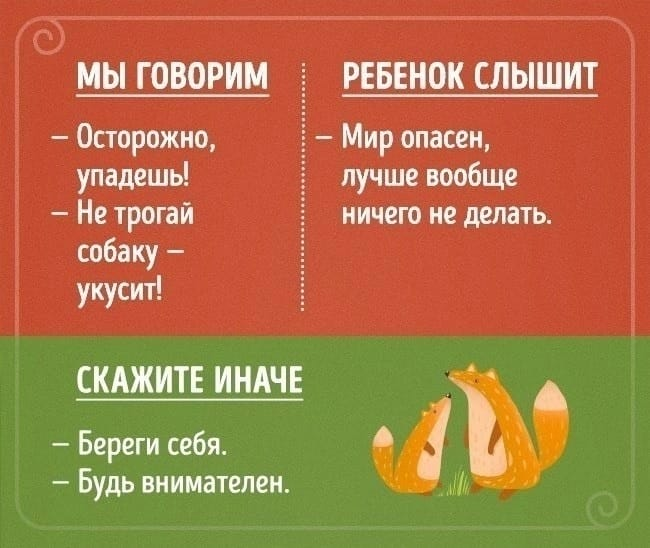 МЫ ГОВОРИМ
– Осторожно,
упадешь!
– Не трогай
собаку –
укусит!
РЕБЕНОК СЛЫШИТ
– Мир опасен,
лучше вообще
ничего не делать.
СКАЖИТЕ ИНАЧЕ
– Береги себя.
– Будь внимателен.